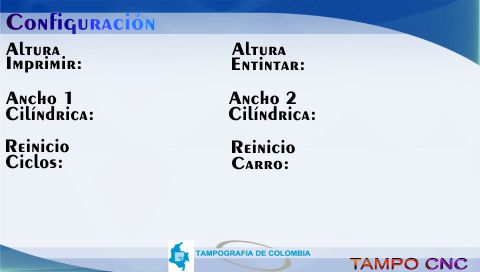 Configuración
Altura
Imprimir:
Altura
Entintar:
Ancho 1
Cilíndrica:
Ancho 2
Cilíndrica:
Reinicio
Ciclos:
Reinicio
Carro:
TAMPOGRAFIA DE COLOMBIA
TAMPO CNC